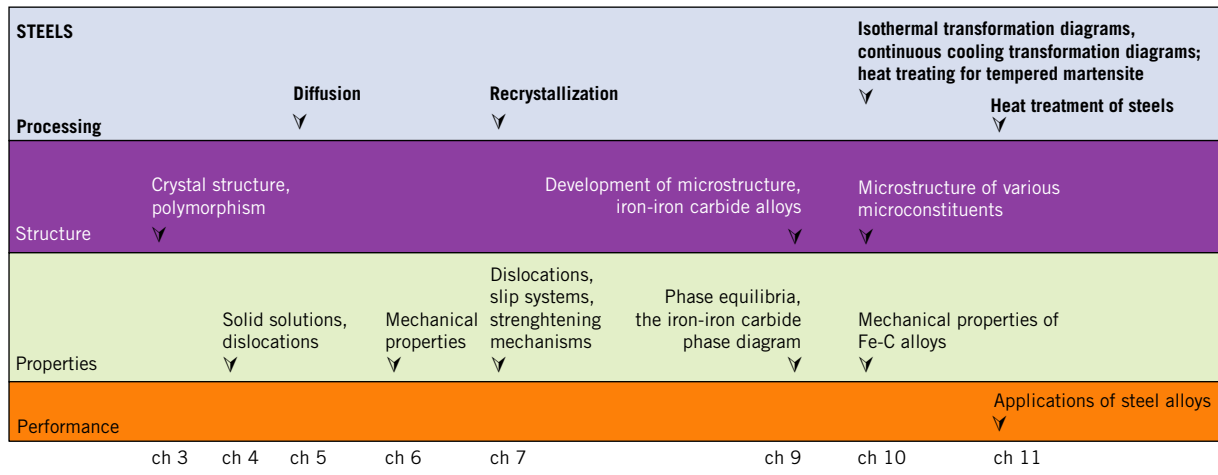 STEELS
Isothermal transformation diagrams,
continuous cooling transformation diagrams;
heat treating for tempered martensite
Diffusion
Recrystallization
Heat treatment of steels
Processing
Crystal structure,
polymorphism
Development of microstructure,
iron-iron carbide alloys
Microstructure of various
microconstituents
Structure
Solid solutions,
dislocations
Mechanical
properties
Dislocations,
slip systems,
strenghtening
mechanisms
Phase equilibria,
the iron-iron carbide
phase diagram
Mechanical properties of
Fe-C alloys
Properties
Applications of steel alloys
Performance
ch 3 ch 4 ch 5 ch 6 ch 7 ch 9 ch 10 ch 11